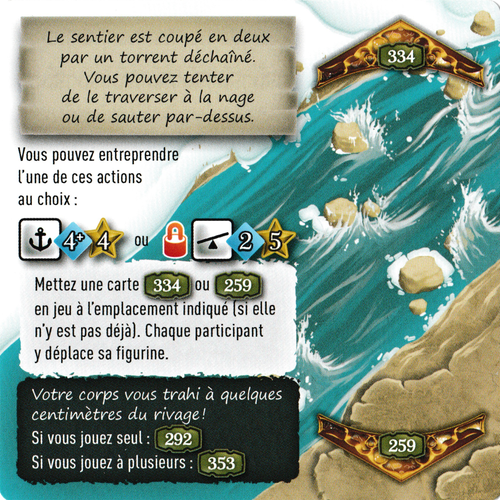 Le sentier est coupé en deux
par un torrent déchaîné.
Vous pouvez tenter
de le traverser à la nage
ou de sauter par-dessus.
334
Vous pouvez entreprendre
l'une de ces actions
au choix :
4+ 4 ou 2 5
Mettez une carte 334 ou 259
en jeu à l'emplacement indiqué (si elle
n'y est pas déjà). Chaque participant
y déplace sa figurine.
Votre corps vous trahi à quelques
centimètres du rivage!
Si vous jouez seul : 292
Si vous jouez à plusieurs : 353
259